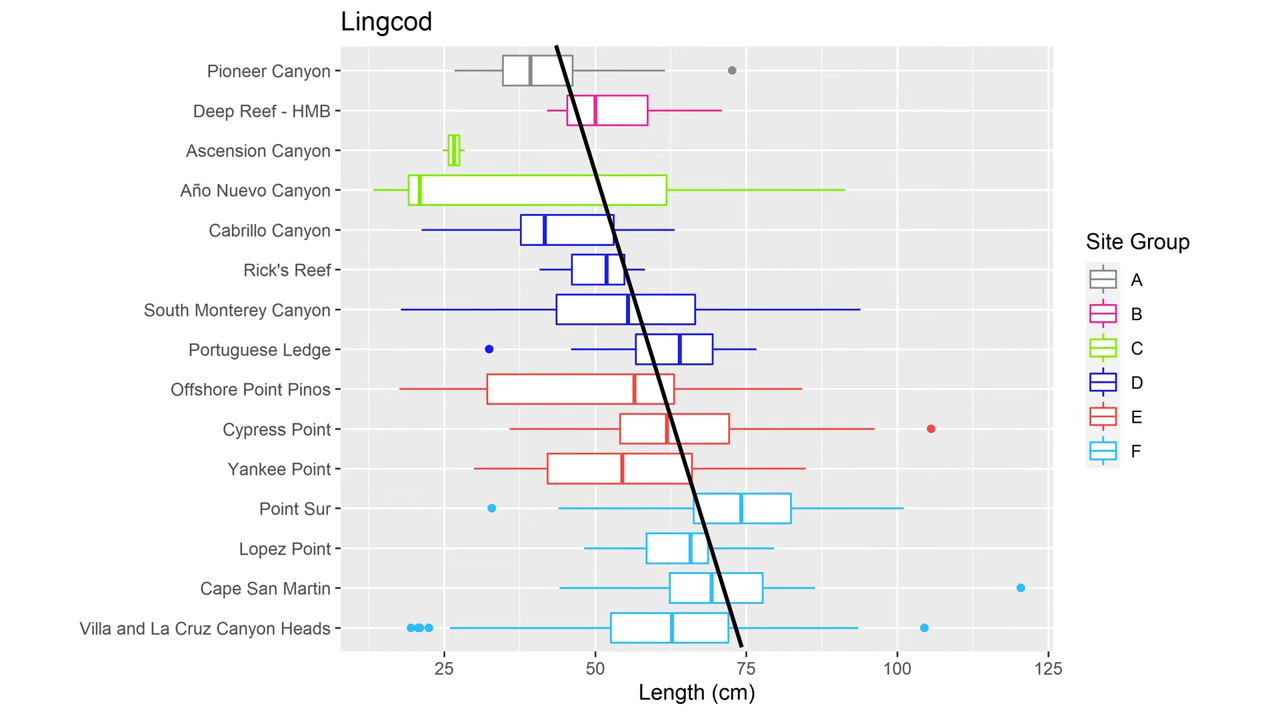 Lingcod
Pioneer Canyon
Deep Reef - HMB
Ascension Canyon
Año Nuevo Canyon
Cabrillo Canyon
Rick's Reef
South Monterey Canyon
Portuguese Ledge
Offshore Point Pinos
Cypress Point
Yankee Point
Point Sur
Lopez Point
Cape San Martin
Villa and La Cruz Canyon Heads
25 50 75 100 125
Length (cm)
Site Group
A
B
C
D
E
F